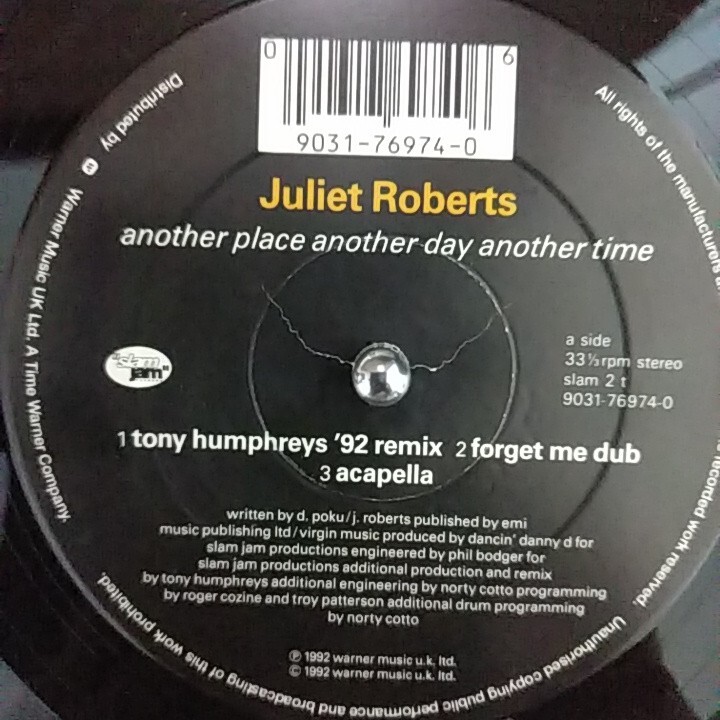 0 6
9031-76974-0
Juliet Roberts
another place another day another time
"slam
jam"
a side
33⅓rpm stereo
slam 2 t
9031-76974-0
1 tony humphreys '92 remix 2 forget me dub
3 acapella
written by d. poku/j. roberts published by emi
music publishing ltd/virgin music produced by dancin' danny d for
slam jam productions engineered by phil bodger for
slam jam productions additional production and remix
by tony humphreys additional engineering by norty cotto programming
by roger cozine and troy patterson additional drum programming
by norty cotto
℗ 1992 warner music u.k. ltd.
© 1992 warner music u.k. ltd.
All rights of the manufacturers
recorded work reserved.
Unauthorised copying public performance and broadcasting of this work prohibited.
Distributed by Warner Music UK Ltd. A Time Warner Company.